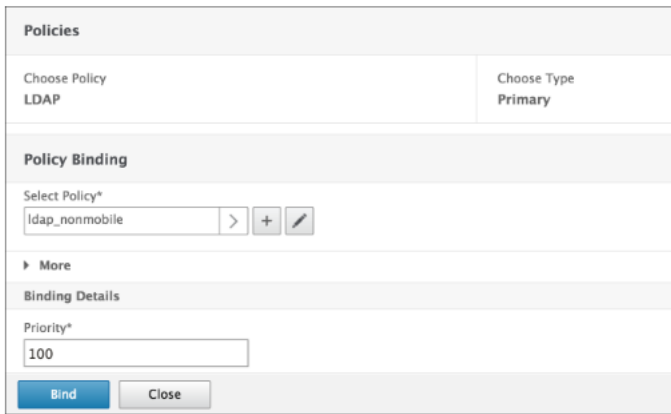 Policies
Choose Policy
LDAP
Choose Type
Primary
Policy Binding
Select Policy*
ldap_nonmobile
More
Binding Details
Priority*
100
Bind
Close